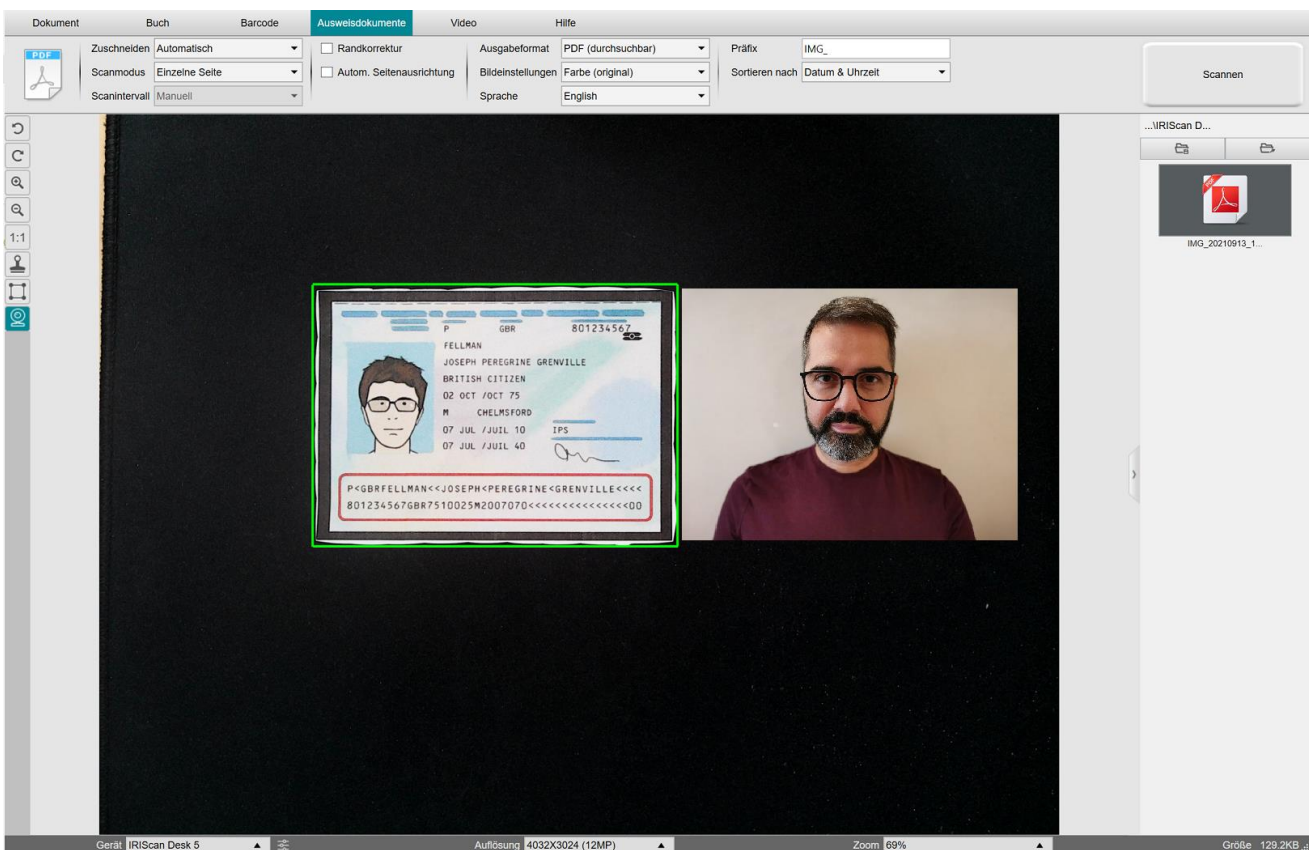 Dokument Buch Barcode Ausweisdokumente Video Hilfe
PDF
Zuschneiden Automatisch
Scanmodus Einzelne Seite
Scanintervall Manuell
Randkorrektur
Autom. Seitenausrichtung
Ausgabeformat PDF (durchsuchbar)
Bildeinstellungen Farbe (original)
Sprache English
Präfix IMG_
Sortieren nach Datum & Uhrzeit
Scannen
1:1
P GBR 801234567
FELLMAN
JOSEPH PEREGRINE GRENVILLE
BRITISH CITIZEN
02 OCT /OCT 75
M CHELMSFORD
07 JUL /JUIL 10 IPS
07 JUL /JUIL 40
P<GBRFELLMAN<<JOSEPH<PEREGRINE<GRENVILLE<<<<
801234567GBR7510025M2007070<<<<<<<<<<<<<<<00
...\IRIScan D...
PDF
IMG_20210913_1...
Gerät IRIScan Desk 5 Auflösung 4032X3024 (12MP) Zoom 69% Größe 129.2KB